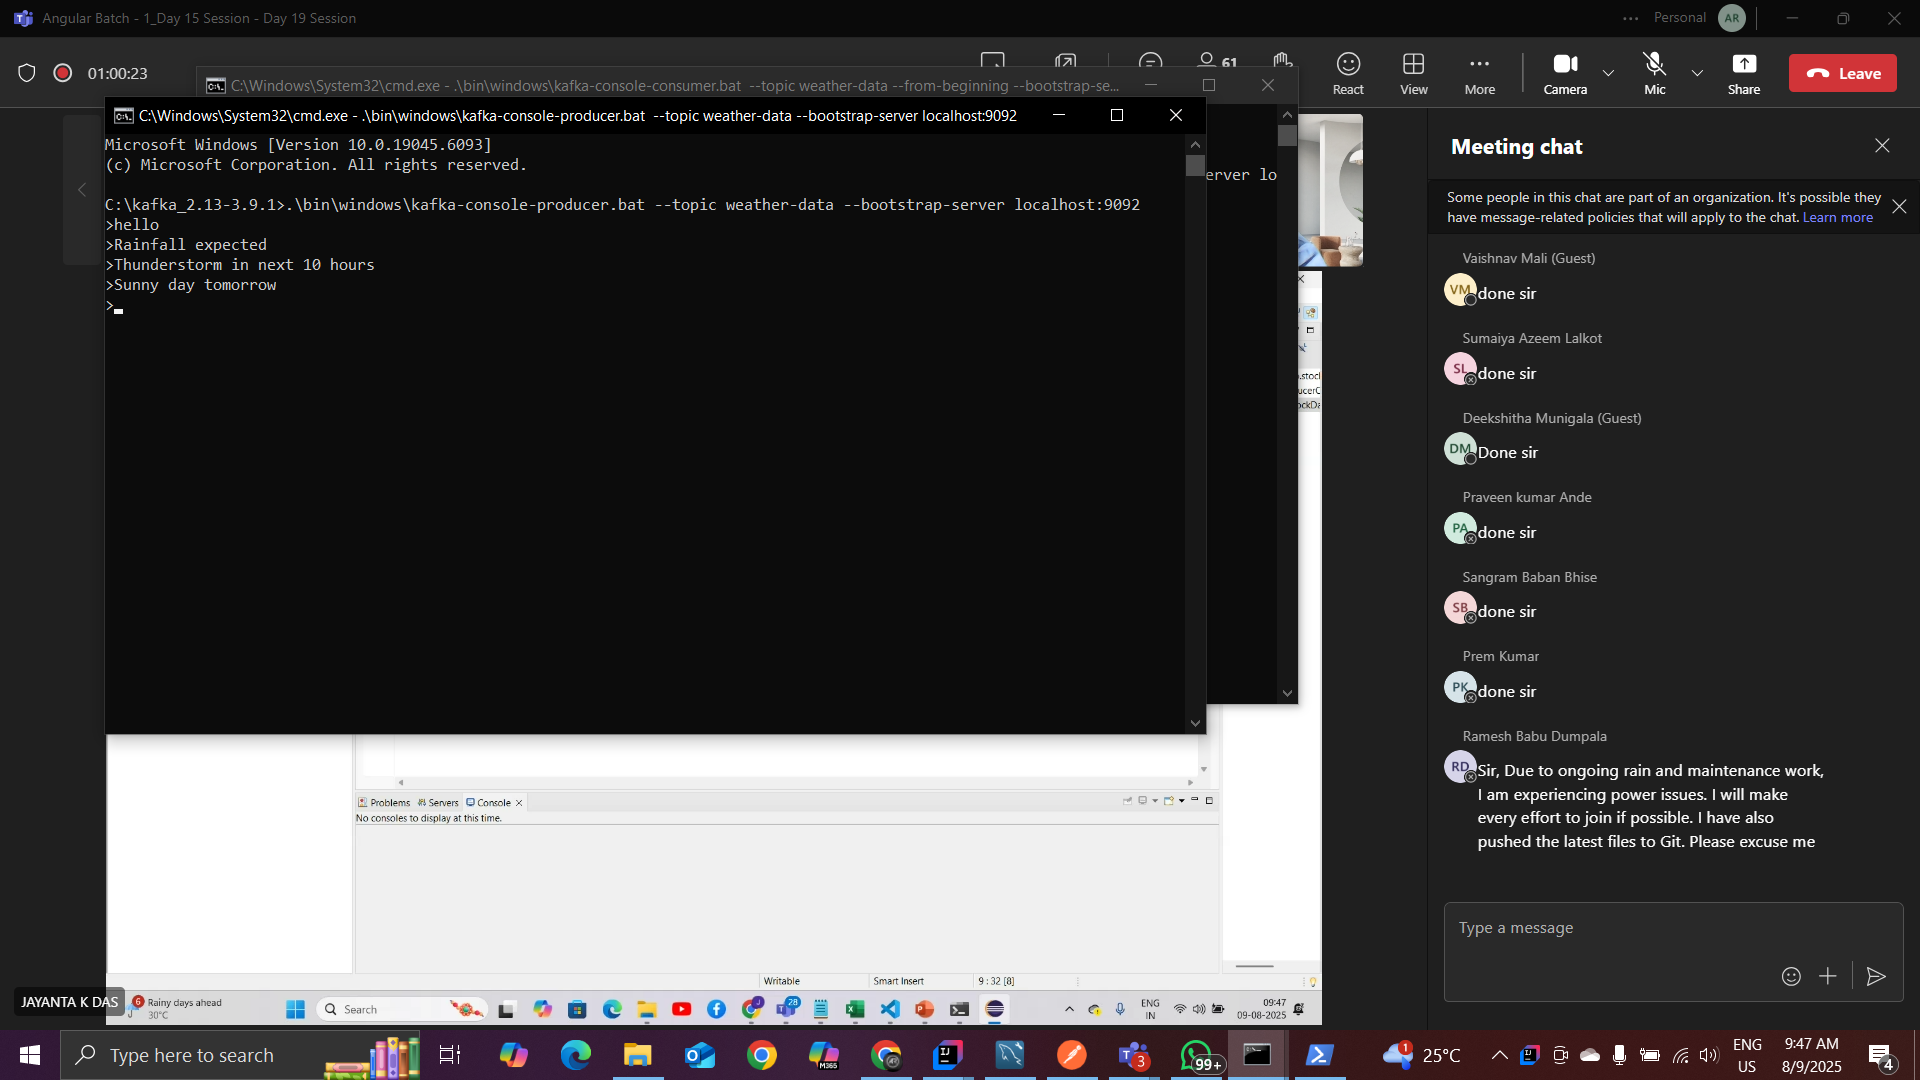 Angular Batch - 1_Day 15 Session - Day 19 Session
Personal
AR
01:00:23
61
React
View
More
Camera
Mic
Share
Leave
C:\Windows\System32\cmd.exe - .\bin\windows\kafka-console-consumer.bat --topic weather-data --from-beginning --bootstrap-se...
C:\Windows\System32\cmd.exe - .\bin\windows\kafka-console-producer.bat --topic weather-data --bootstrap-server localhost:9092
Microsoft Windows [Version 10.0.19045.6093]
(c) Microsoft Corporation. All rights reserved.
erver lo
C:\kafka_2.13-3.9.1>.\bin\windows\kafka-console-producer.bat --topic weather-data --bootstrap-server localhost:9092
>hello
>Rainfall expected
>Thunderstorm in next 10 hours
>Sunny day tomorrow
>
.stoc
ucerC
ockDa
Problems
Servers
Console
No consoles to display at this time.
Writable
Smart Insert
9 : 32 [8]
JAYANTA K DAS
6
Rainy days ahead
30°C
Search
28
ENG
IN
09:47
09-08-2025
Meeting chat
Some people in this chat are part of an organization. It's possible they
have message-related policies that will apply to the chat. Learn more
Vaishnav Mali (Guest)
VM
done sir
Sumaiya Azeem Lalkot
SL
done sir
Deekshitha Munigala (Guest)
DM
Done sir
Praveen kumar Ande
PA
done sir
Sangram Baban Bhise
SB
done sir
Prem Kumar
PK
done sir
Ramesh Babu Dumpala
RD
Sir, Due to ongoing rain and maintenance work,
I am experiencing power issues. I will make
every effort to join if possible. I have also
pushed the latest files to Git. Please excuse me
Type a message
Type here to search
M365
3
99+
1
25°C
ENG
US
9:47 AM
8/9/2025
4